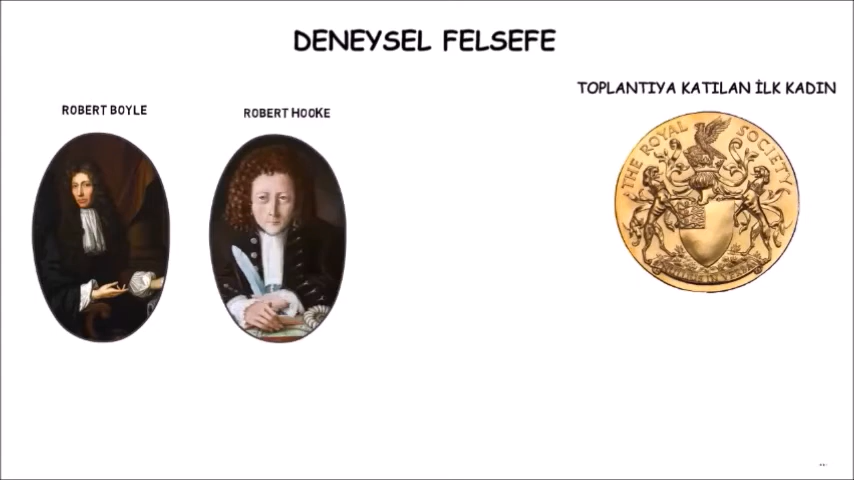 DENEYSEL FELSEFE
TOPLANTIYA KATILAN İLK KADIN
ROBERT BOYLE
ROBERT HOOKE
THE ROYAL SOCIETY